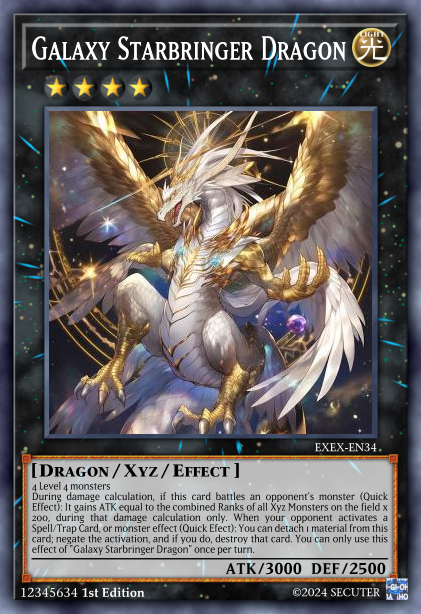 GALAXY STARBRINGER DRAGON
LIGHT
光
EXEX-EN34
[DRAGON / XYZ / EFFECT ]
4 Level 4 monsters
During damage calculation, if this card battles an opponent's monster (Quick
Effect): It gains ATK equal to the combined Ranks of all Xyz Monsters on the field x
200, during that damage calculation only. When your opponent activates a
Spell/Trap Card, or monster effect (Quick Efect): You can detach 1 material from this
card; negate the activation, and if you do, destroy that card. You can only use this
effect of "Galaxy Starbringer Dragon" once per turn.
ATK/3000 DEF/2500
12345634 1st Edition
©2024 SECUTER